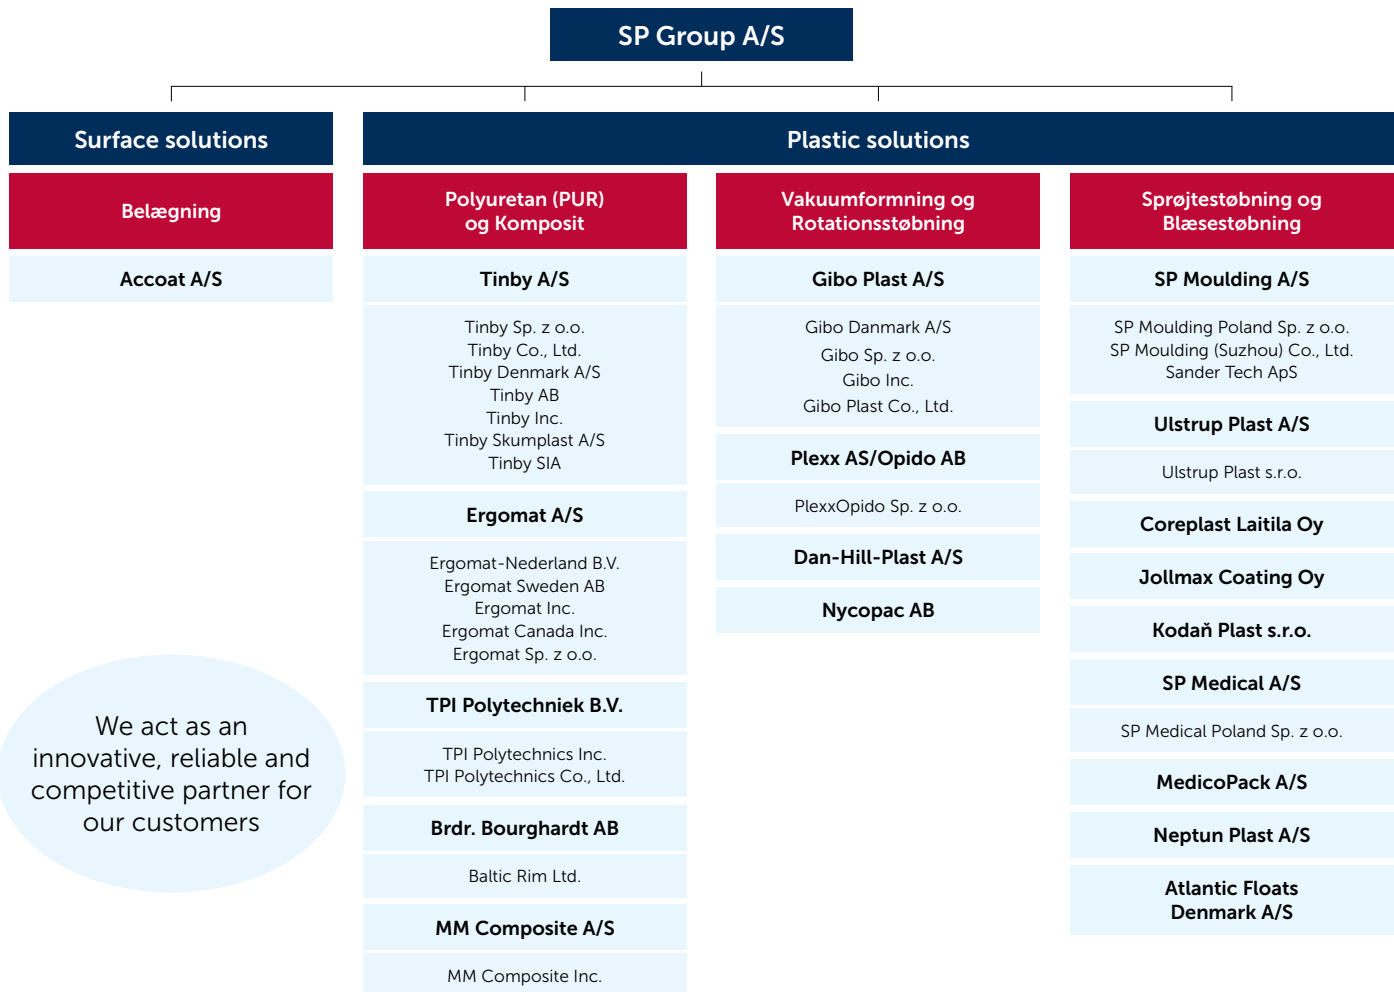 SP Group A/S
Surface solutions
Plastic solutions
Belægning
Accoat A/S
We act as an
innovative, reliable and
competitive partner for
our customers
Polyuretan (PUR)
og Komposit
Tinby A/S
Tinby Sp. z o.o.
Tinby Co., Ltd.
Tinby Denmark A/S
Tinby AB
Tinby Inc.
Tinby Skumplast A/S
Tinby SIA
Ergomat A/S
Ergomat-Nederland B.V.
Ergomat Sweden AB
Ergomat Inc.
Ergomat Canada Inc.
Ergomat Sp. z o.o.
TPI Polytechniek B.V.
TPI Polytechnics Inc.
TPI Polytechnics Co., Ltd.
Brdr. Bourghardt AB
Baltic Rim Ltd.
MM Composite A/S
MM Composite Inc.
Vakuumformning og
Rotationsstøbning
Gibo Plast A/S
Gibo Danmark A/S
Gibo Sp. z o.o.
Gibo Inc.
Gibo Plast Co., Ltd.
Plexx AS/Opido AB
PlexxOpido Sp. z o.o.
Dan-Hill-Plast A/S
Nycopac AB
Sprøjtestøbning og
Blæsestøbning
SP Moulding A/S
SP Moulding Poland Sp. z o.o.
SP Moulding (Suzhou) Co., Ltd.
Sander Tech ApS
Ulstrup Plast A/S
Ulstrup Plast s.r.o.
Coreplast Laitila Oy
Jollmax Coating Oy
Kodaň Plast s.r.o.
SP Medical A/S
SP Medical Poland Sp. z o.o.
MedicoPack A/S
Neptun Plast A/S
Atlantic Floats
Denmark A/S